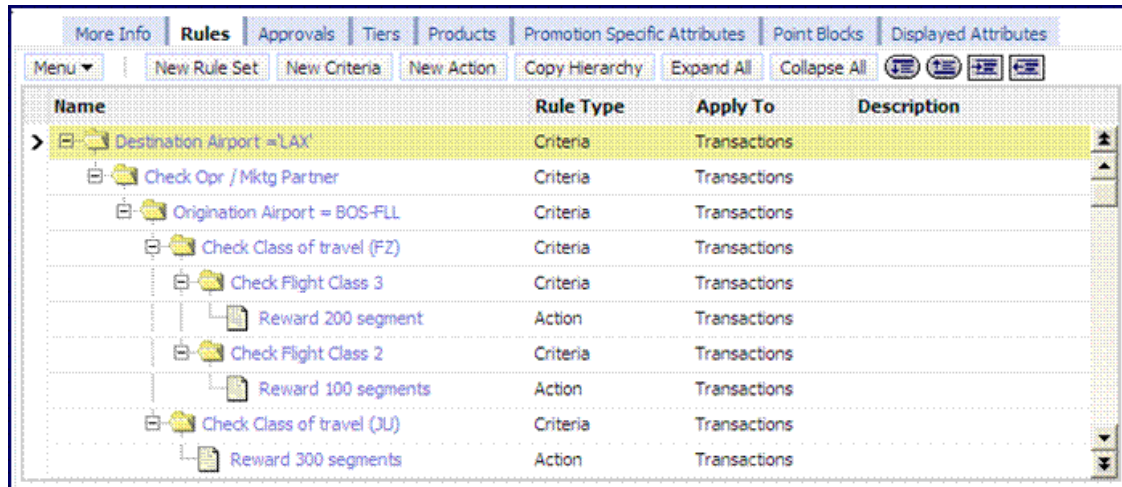 More Info Rules Approvals Tiers Products Promotion Specific Attributes Point Blocks Displayed Attributes
Menu New Rule Set New Criteria New Action Copy Hierarchy Expand All Collapse All
Name Rule Type Apply To Description
Destination Airport ='LAX' Criteria Transactions
Check Opr / Mktg Partner Criteria Transactions
Origination Airport = BOS-FLL Criteria Transactions
Check Class of travel (FZ) Criteria Transactions
Check Flight Class 3 Criteria Transactions
Reward 200 segment Action Transactions
Check Flight Class 2 Criteria Transactions
Reward 100 segments Action Transactions
Check Class of travel (JU) Criteria Transactions
Reward 300 segments Action Transactions